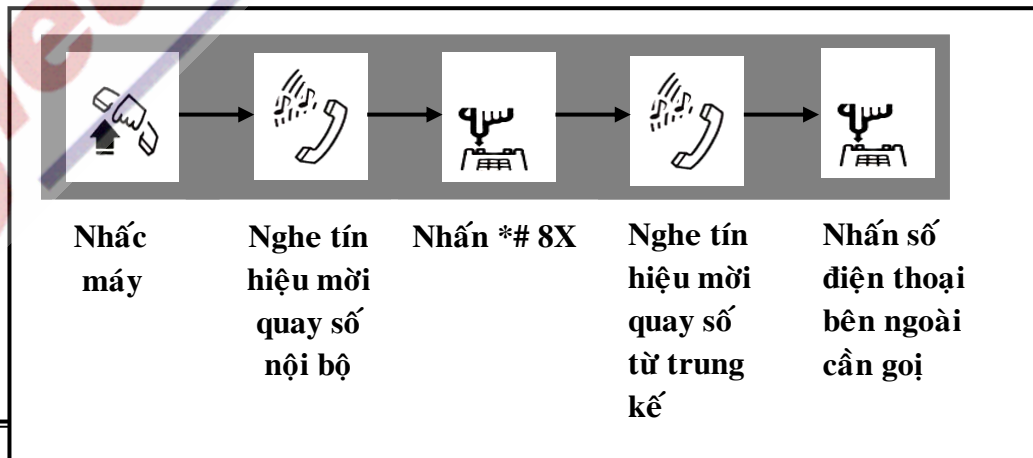 Nhấc
máy
Nghe tín
hiệu mời
quay số
nội bộ
Nhấn *# 8X
Nghe tín
hiệu mời
quay số
từ trung
kế
Nhấn số
điện thoại
bên ngoài
cần gọi